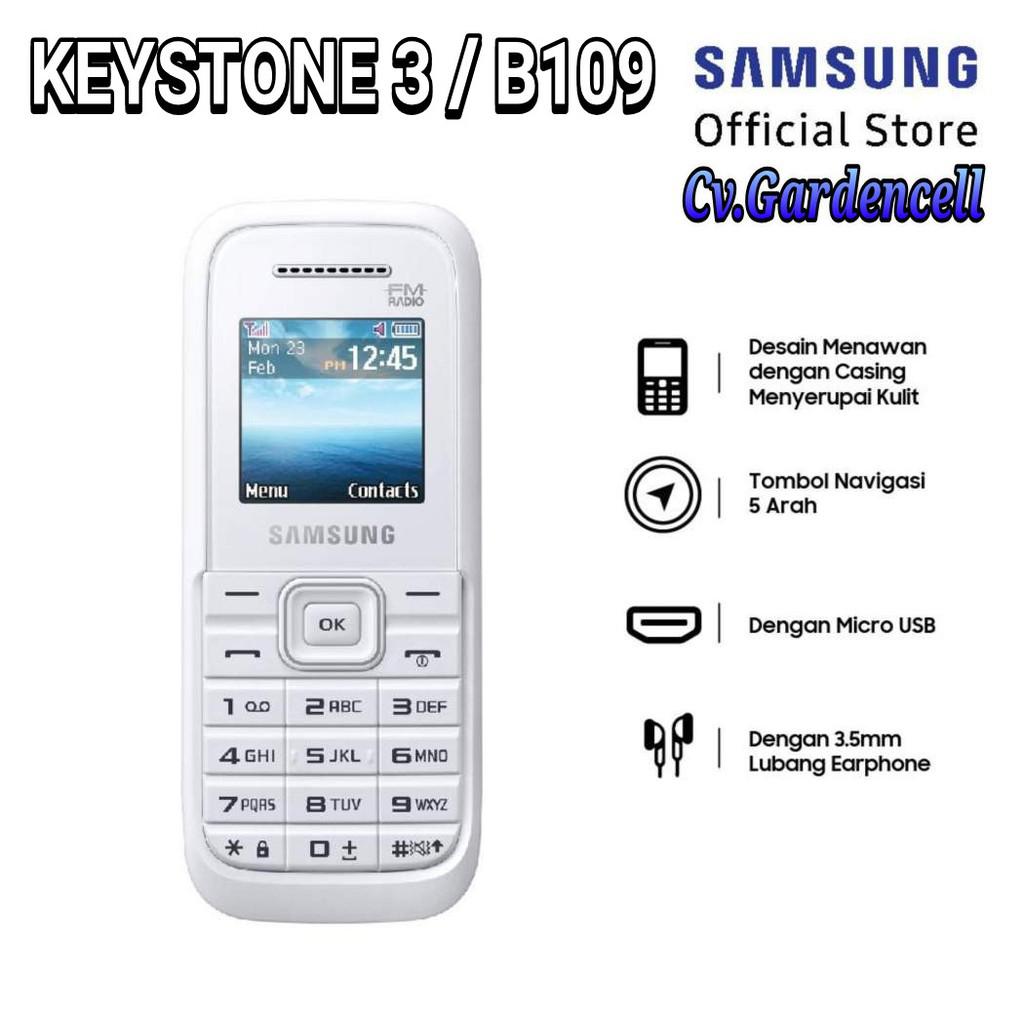 KEYSTONE 3 / B109
SAMSUNG
Official Store
Cv.Gardencell
FM
RADIO
Mon 23
Feb
PM 12:45
Menu Contacts
SAMSUNG
OK
1
2 ABC
3 DEF
4 GHI
5 JKL
6 MNO
7 PQRS
8 TUV
9 WXYZ
*
0 +
#
Desain Menawan
dengan Casing
Menyerupai Kulit
Tombol Navigasi
5 Arah
Dengan Micro USB
Dengan 3.5mm
Lubang Earphone